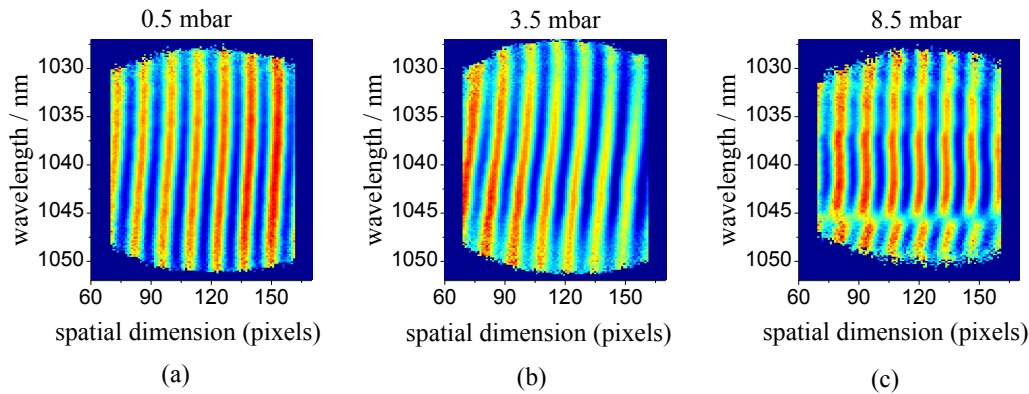 0.5 mbar
3.5 mbar
8.5 mbar
wavelength / nm
1030
1035
1040
1045
1050
60
90
120
150
spatial dimension (pixels)
(a)
wavelength / nm
1030
1035
1040
1045
1050
60
90
120
150
spatial dimension (pixels)
(b)
wavelength / nm
1030
1035
1040
1045
1050
60
90
120
150
spatial dimension (pixels)
(c)